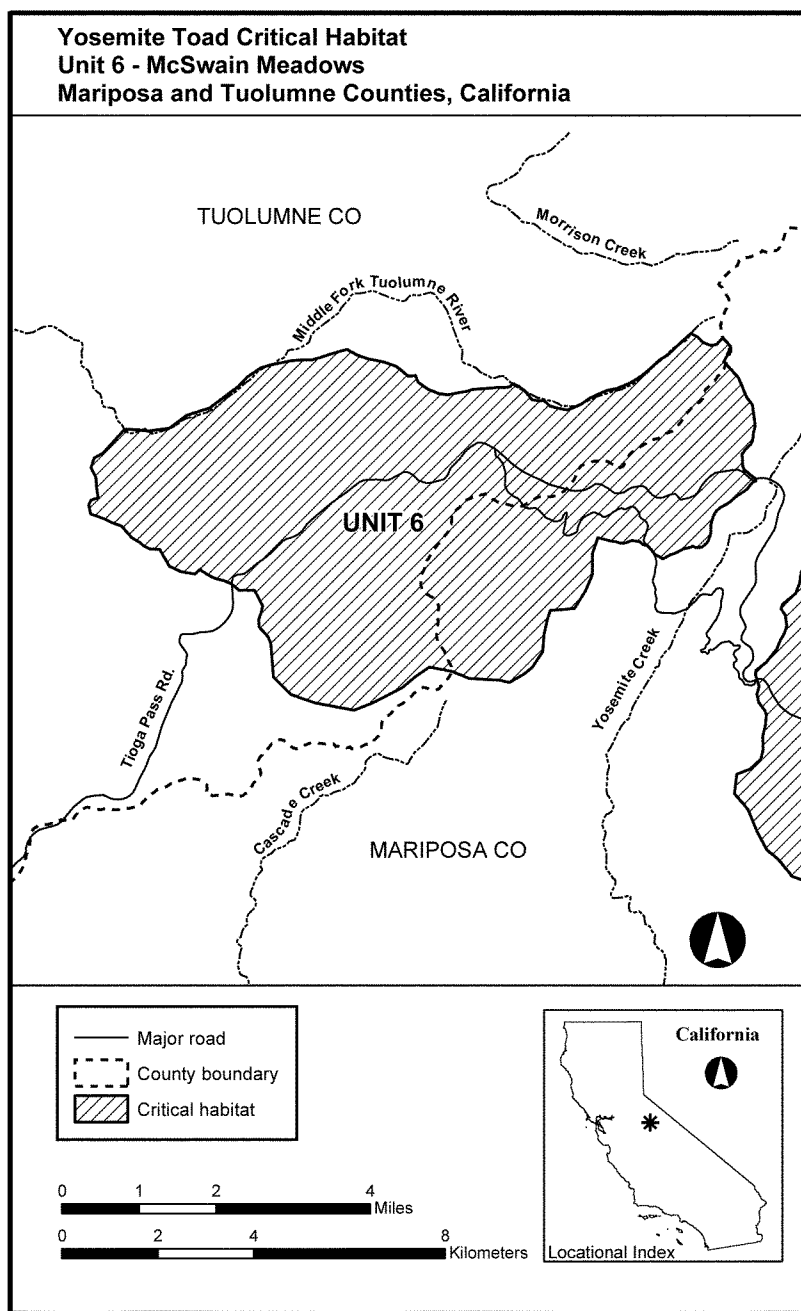 Yosemite Toad Critical Habitat
Unit 6 - McSwain Meadows
Mariposa and Tuolumne Counties, California
TUOLUMNE CO
Morrison Creek
Middle Fork Tuolumne River
UNIT 6
Tioga Pass Rd.
Yosemite Creek
Cascade Creek
MARIPOSA CO
Major road
County boundary
Critical habitat
0 1 2 4
Miles
0 2 4 8
Kilometers
California
Locational Index